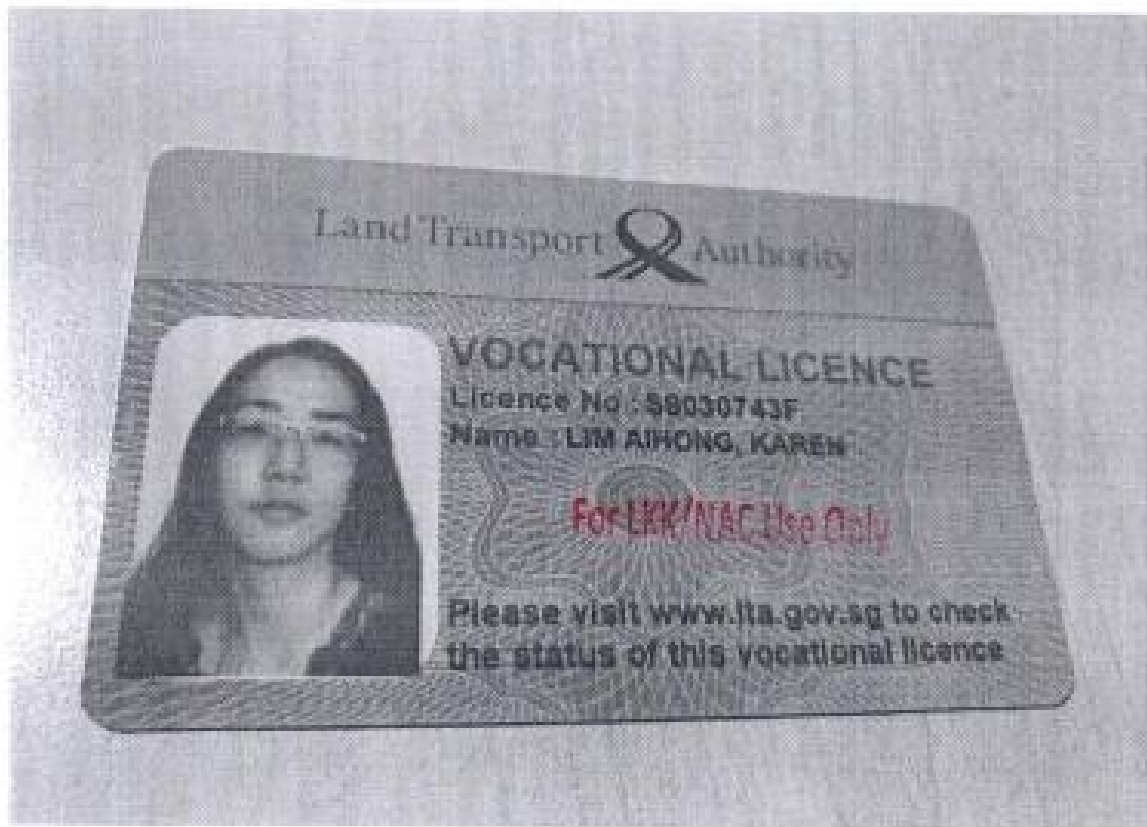 Land Transport Authority
VOCATIONAL LICENCE
Licence No : S8030743F
Name : LIM AIHONG, KAREN
For LKK/NAC Use Only
Please visit www.lta.gov.sg to check
the status of this vocational licence